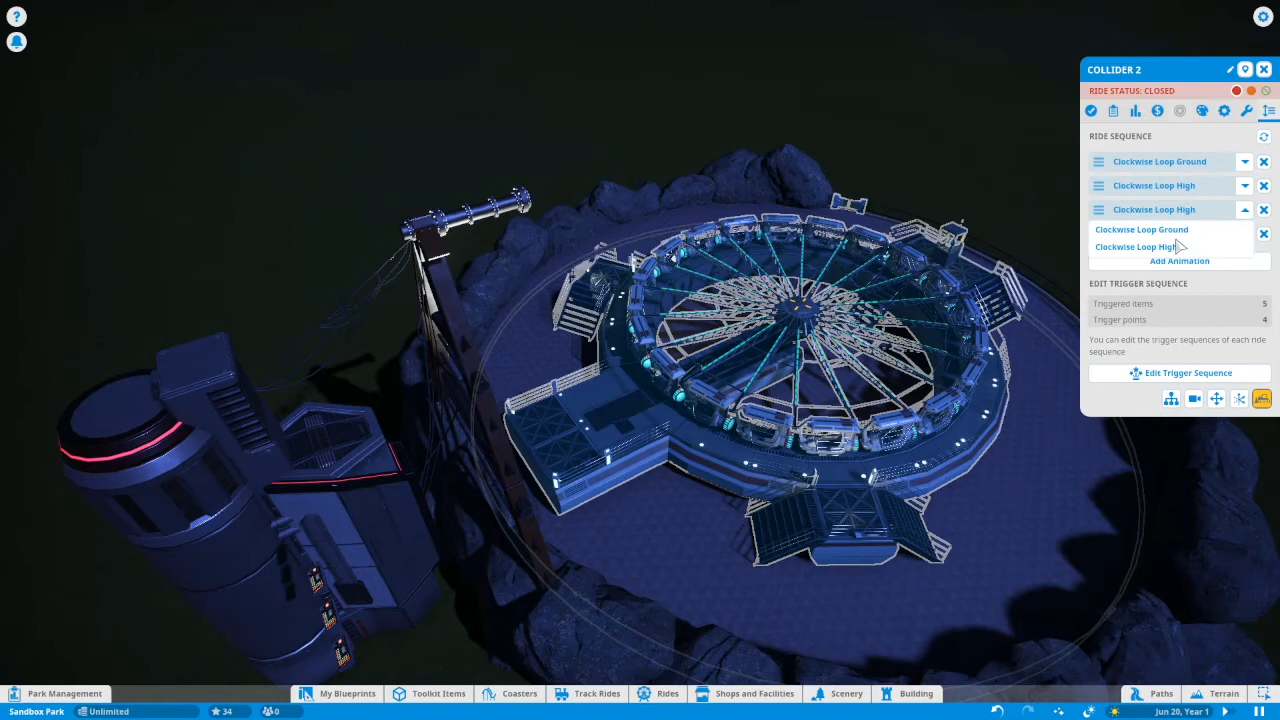 ?
COLLIDER 2
RIDE STATUS: CLOSED
RIDE SEQUENCE
Clockwise Loop Ground
Clockwise Loop High
Clockwise Loop High
Clockwise Loop Ground
Clockwise Loop High
Add Animation
EDIT TRIGGER SEQUENCE
Triggered items 5
Trigger points 4
You can edit the trigger sequences of each ride
sequence
Edit Trigger Sequence
Park Management My Blueprints Toolkit Items Coasters Track Rides Rides Shops and Facilities Scenery Building Paths Terrain
Sandbox Park Unlimited 34 0 Jun 20, Year 1